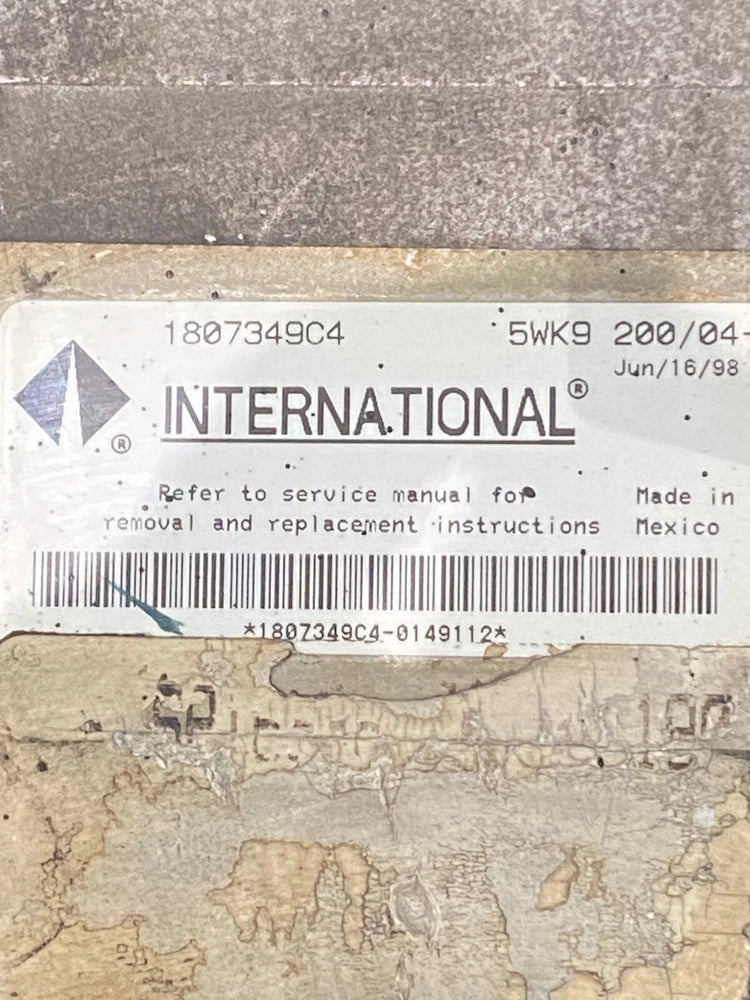 1807349C4 5WK9 200/04-
Jun/16/98
INTERNATIONAL®
®
Refer to service manual for Made in
removal and replacement instructions Mexico
*1807349C4-0149112*